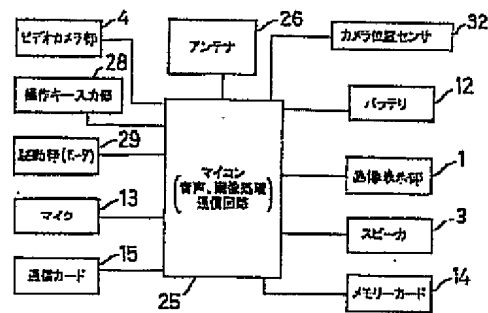 ビデオカメラ部
4
操作キー入力部
28
駆動部(モータ)
29
マイク
13
通信カード
15
アンテナ
26
マイコン
(音声、画像処理
通信回路)
25
カメラ位置センサ
32
バッテリ
12
画像表示部
1
スピーカ
3
メモリーカード
14